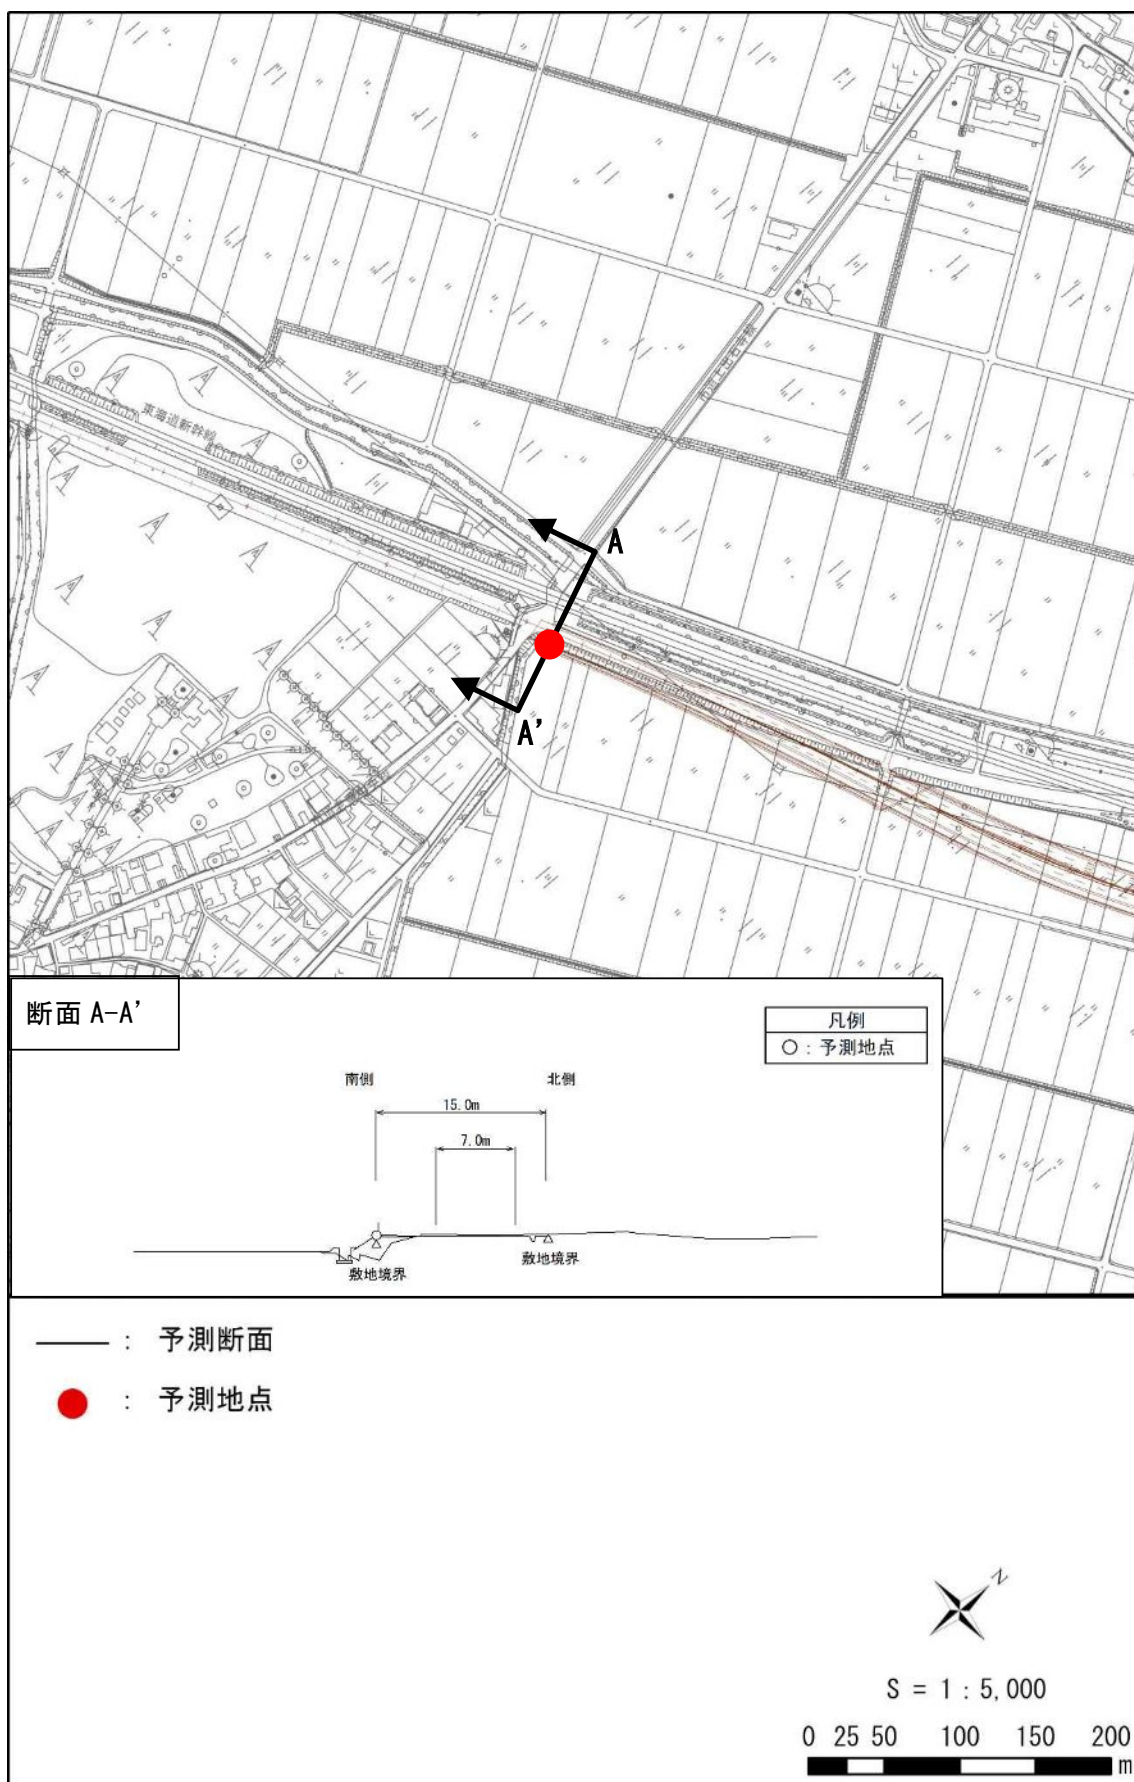 東海道新幹線
A
A'
断面 A-A'
凡例
○ : 予測地点
南側
北側
15.0m
7.0m
敷地境界
敷地境界
――― : 予測断面
● : 予測地点
N
S = 1 : 5,000
0 25 50 100 150 200
m